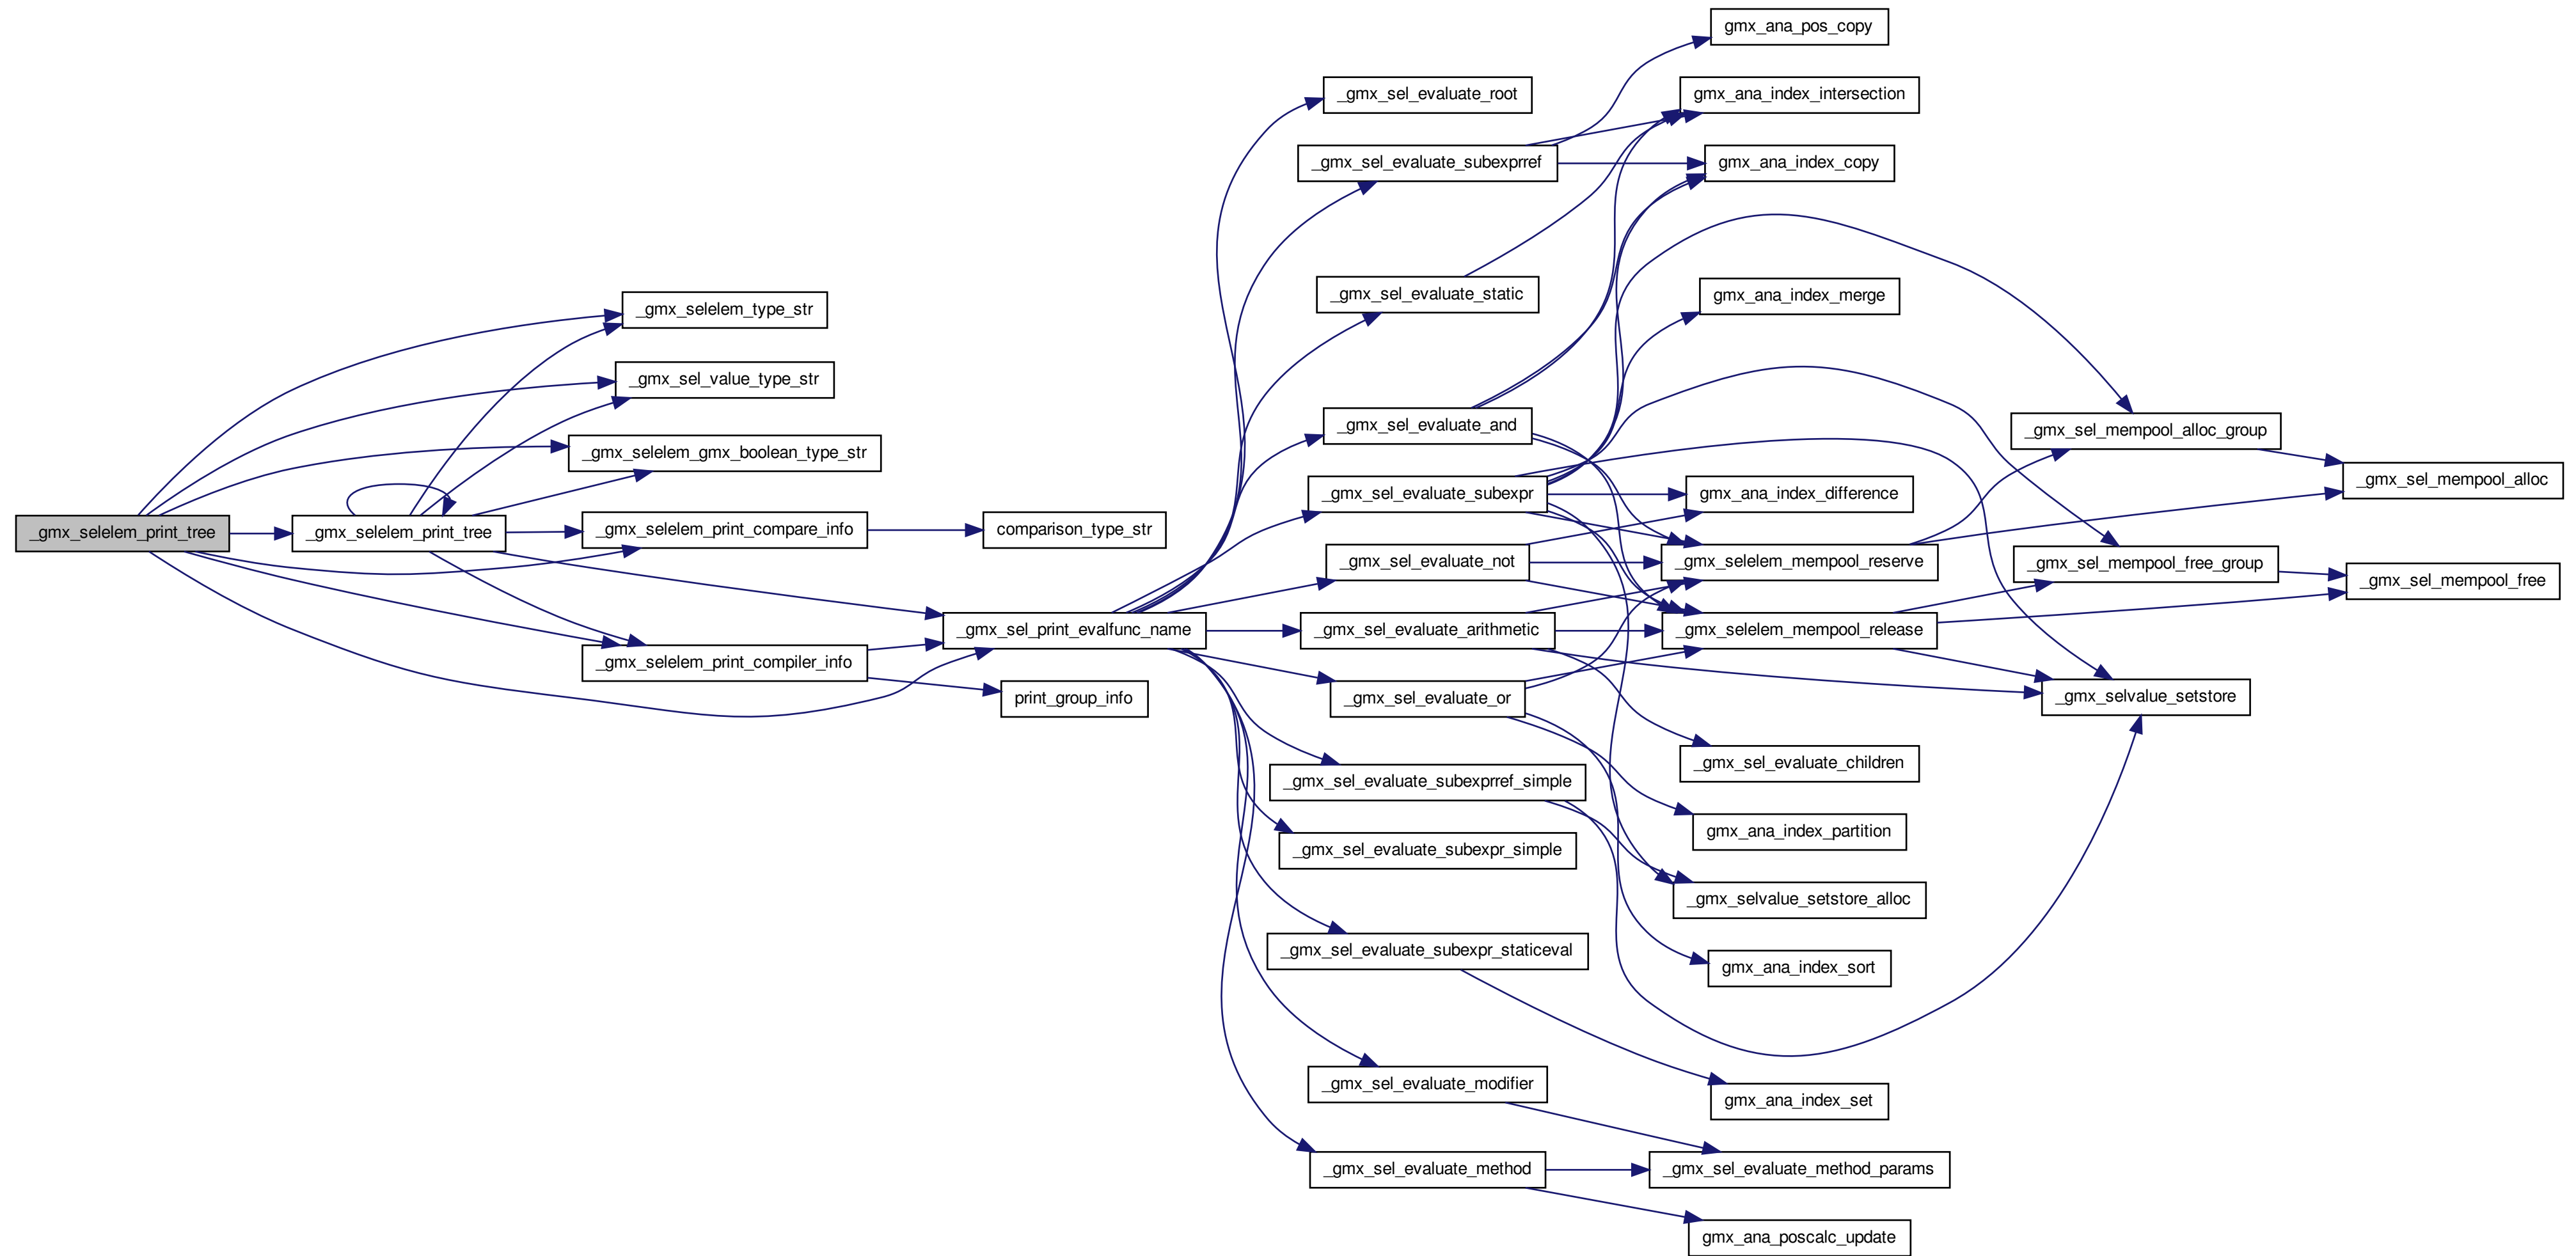 _gmx_selelem_print_tree
_gmx_selelem_print_tree
_gmx_selelem_type_str
_gmx_sel_value_type_str
_gmx_selelem_gmx_boolean_type_str
_gmx_selelem_print_compare_info
_gmx_selelem_print_compiler_info
comparison_type_str
_gmx_sel_print_evalfunc_name
print_group_info
_gmx_sel_evaluate_root
_gmx_sel_evaluate_subexprref
_gmx_sel_evaluate_static
_gmx_sel_evaluate_and
_gmx_sel_evaluate_subexpr
_gmx_sel_evaluate_not
_gmx_sel_evaluate_arithmetic
_gmx_sel_evaluate_or
_gmx_sel_evaluate_subexprref_simple
_gmx_sel_evaluate_subexpr_simple
_gmx_sel_evaluate_subexpr_staticeval
_gmx_sel_evaluate_modifier
_gmx_sel_evaluate_method
gmx_ana_pos_copy
gmx_ana_index_intersection
gmx_ana_index_copy
gmx_ana_index_merge
gmx_ana_index_difference
_gmx_selelem_mempool_reserve
_gmx_selelem_mempool_release
_gmx_sel_evaluate_children
gmx_ana_index_partition
_gmx_selvalue_setstore_alloc
gmx_ana_index_sort
gmx_ana_index_set
_gmx_sel_evaluate_method_params
gmx_ana_poscalc_update
_gmx_sel_mempool_alloc_group
_gmx_sel_mempool_free_group
_gmx_selvalue_setstore
_gmx_sel_mempool_alloc
_gmx_sel_mempool_free